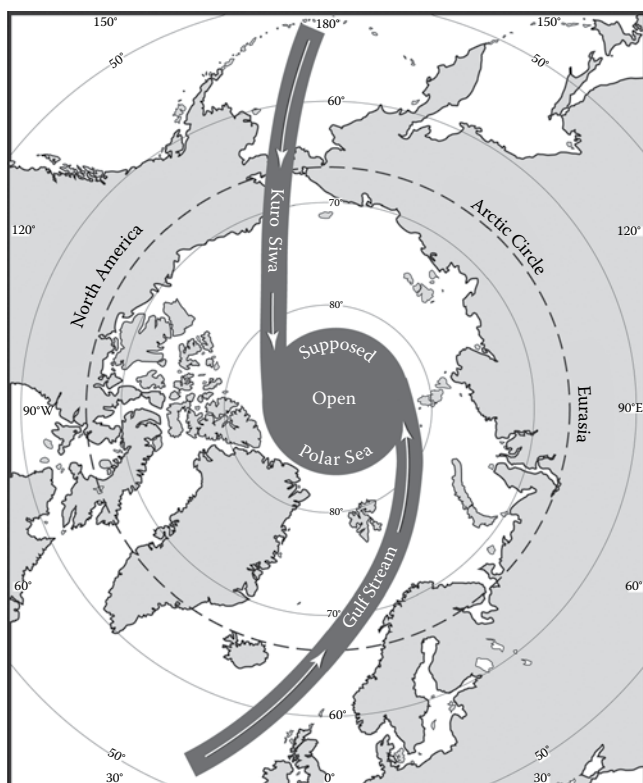 150°
180°
150°
50°
50°
60°
Arctic Circle
Kuro Siwa
70°
120°
120°
North America
80°
Supposed
Open
Polar Sea
90°W
90°E
Eurasia
80°
60°
60°
Gulf Stream
70°
60°
50°
50°
30°
0°
30°